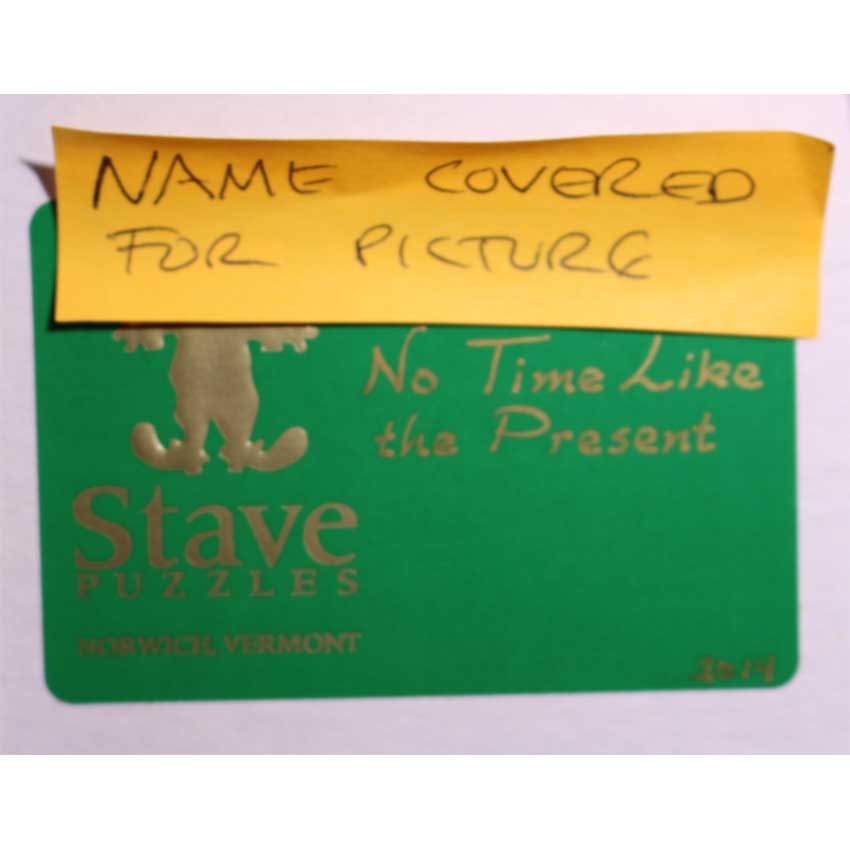 NAME COVERED
FOR PICTURE
No Time Like
the Present
Stave
PUZZLES
NORWICH, VERMONT
2014